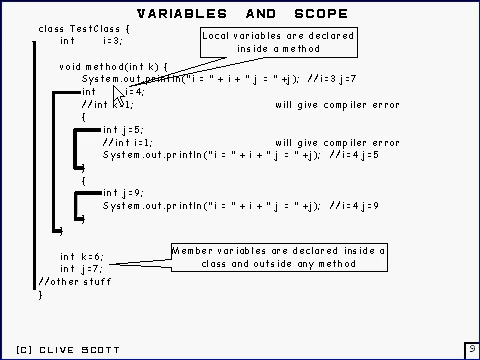 VARIABLES AND SCOPE
class TestClass {
int i=3;
Local variables are declared
inside a method
void method(int k) {
System.out.println("i = " + i + " j = " +j); //i=3 j=7
int i=4;
//int k=1; will give compiler error
{
int j=5;
//int i=1; will give compiler error
System.out.println("i = " + i + " j = " +j); //i=4 j=5
}
{
int j=9;
System.out.println("i = " + i + " j = " +j); //i=4 j=9
}
}
Member variables are declared inside a
class and outside any method
int k=6;
int j=7;
//other stuff
}
(C) CLIVE SCOTT
9